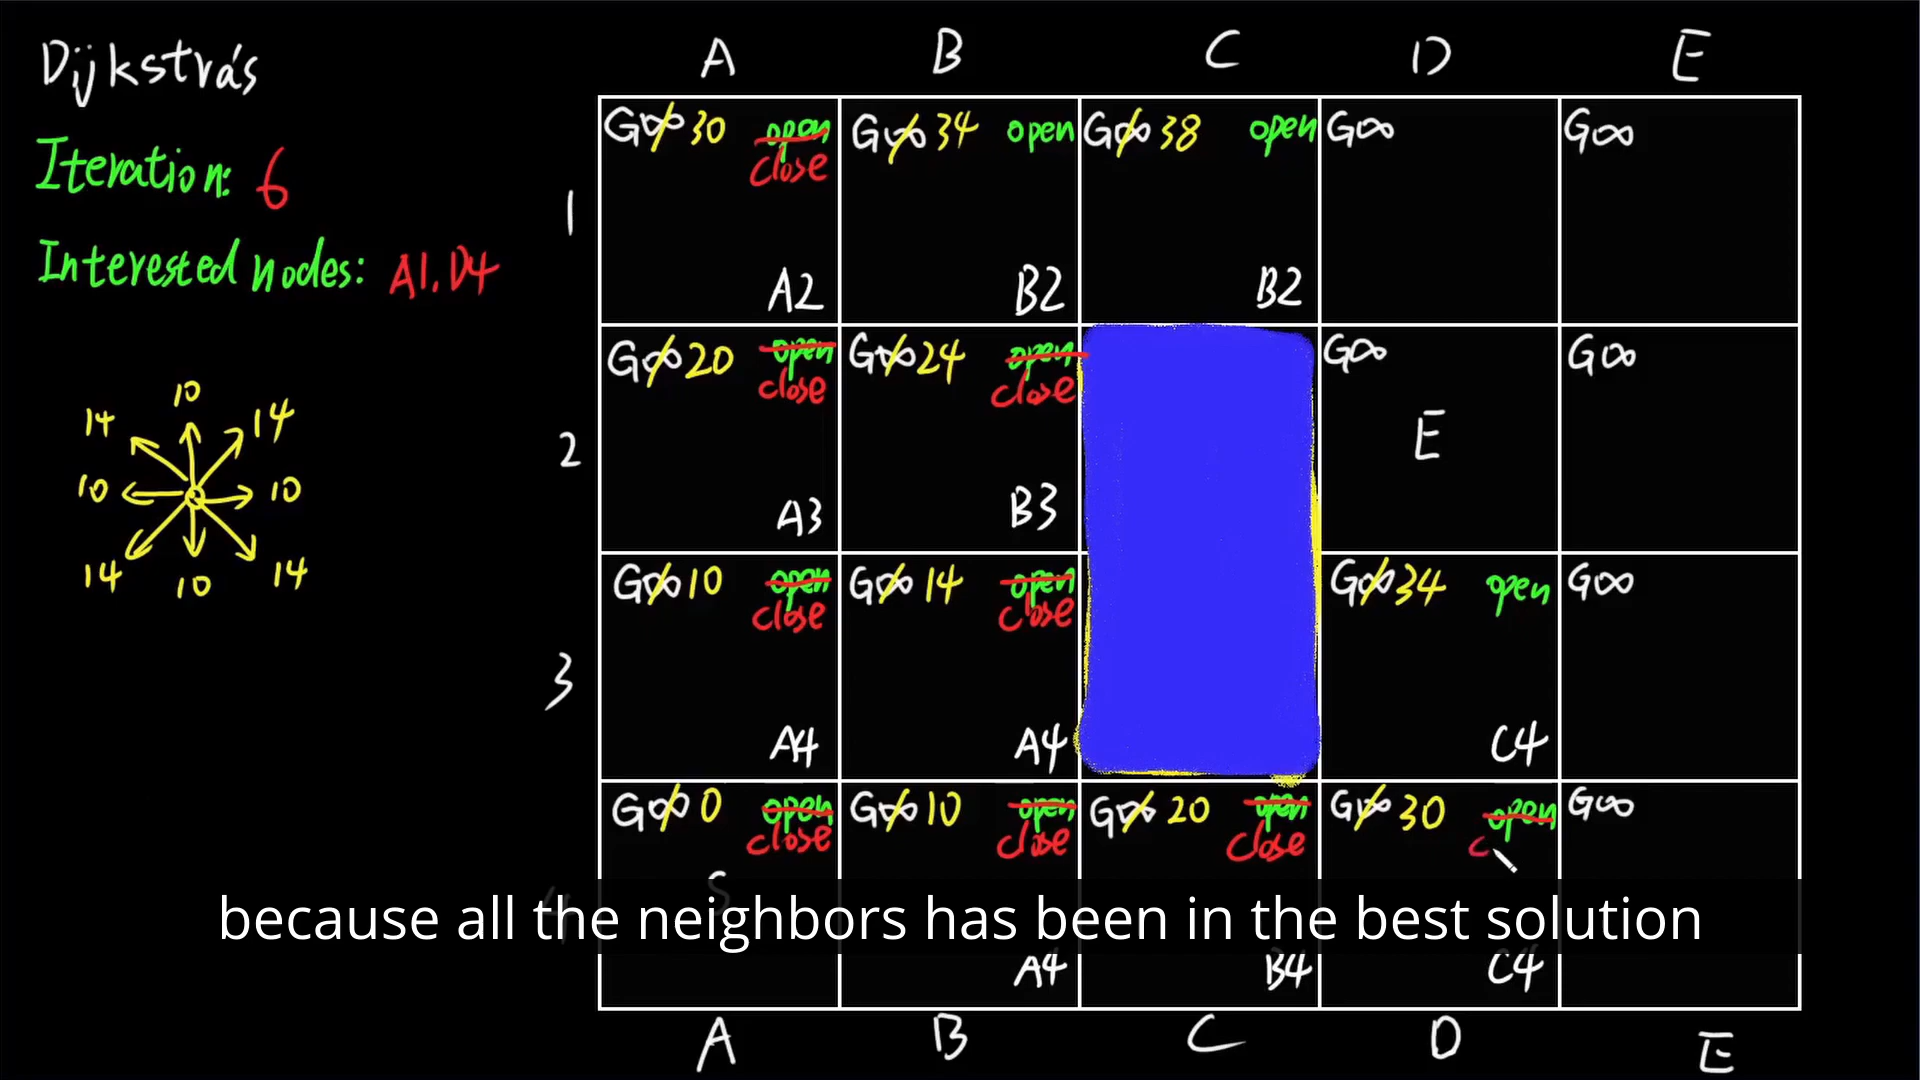 Dijkstra's
Iteration: 6
Interested nodes: A1.D4
10
14 14
10 10
14 14
10
A B C D E
1
G∞ 30 open close A2
G∞ 34 open B2
G∞ 38 open B2
G∞
G∞
2
G∞ 20 open close A3
G∞ 24 open close B3
G∞ E
G∞
3
G∞ 10 open close A4
G∞ 14 open close A4
G∞ 34 open C4
G∞
G∞ 0 open close S
G∞ 10 open close A4
G∞ 20 open close B4
G∞ 30 open c C4
G∞
because all the neighbors has been in the best solution
A B C D E